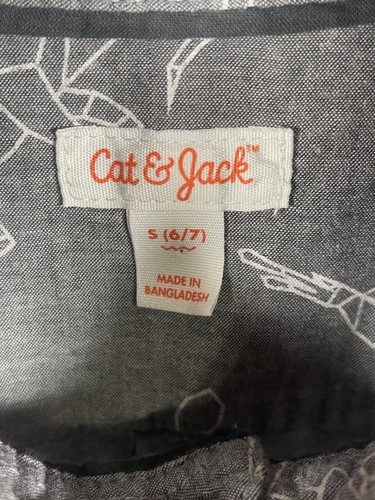 Cat & Jack™
S (6/7)
MADE IN
BANGLADESH